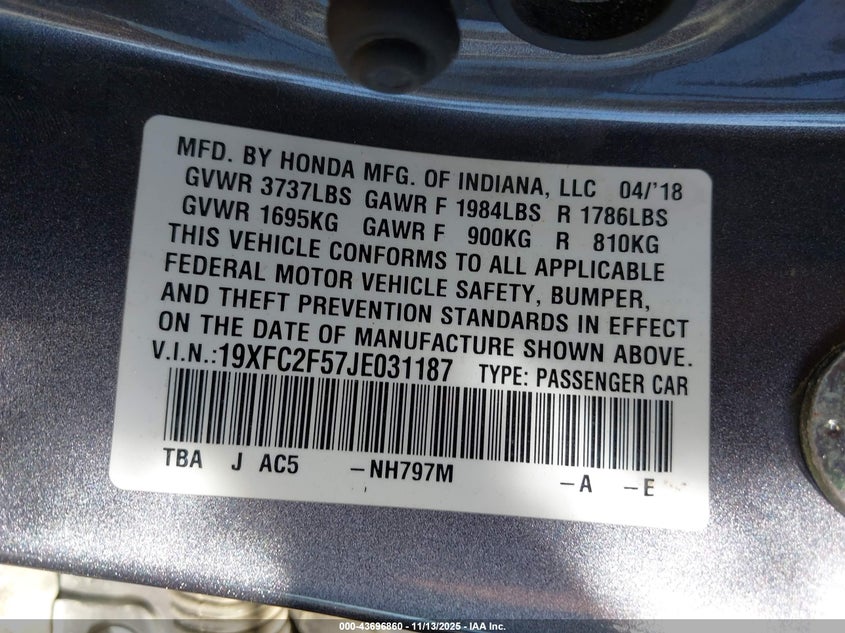 MFD. BY HONDA MFG. OF INDIANA, LLC 04/'18
GVWR 3737LBS GAWR F 1984LBS R 1786LBS
GVWR 1695KG GAWR F 900KG R 810KG
THIS VEHICLE CONFORMS TO ALL APPLICABLE
FEDERAL MOTOR VEHICLE SAFETY, BUMPER,
AND THEFT PREVENTION STANDARDS IN EFFECT
ON THE DATE OF MANUFACTURE SHOWN ABOVE.
V.I.N.:19XFC2F57JE031187 TYPE: PASSENGER CAR
TBA J AC5 –NH797M –A –E
000-43696860 — 11/13/2025 — IAA Inc.